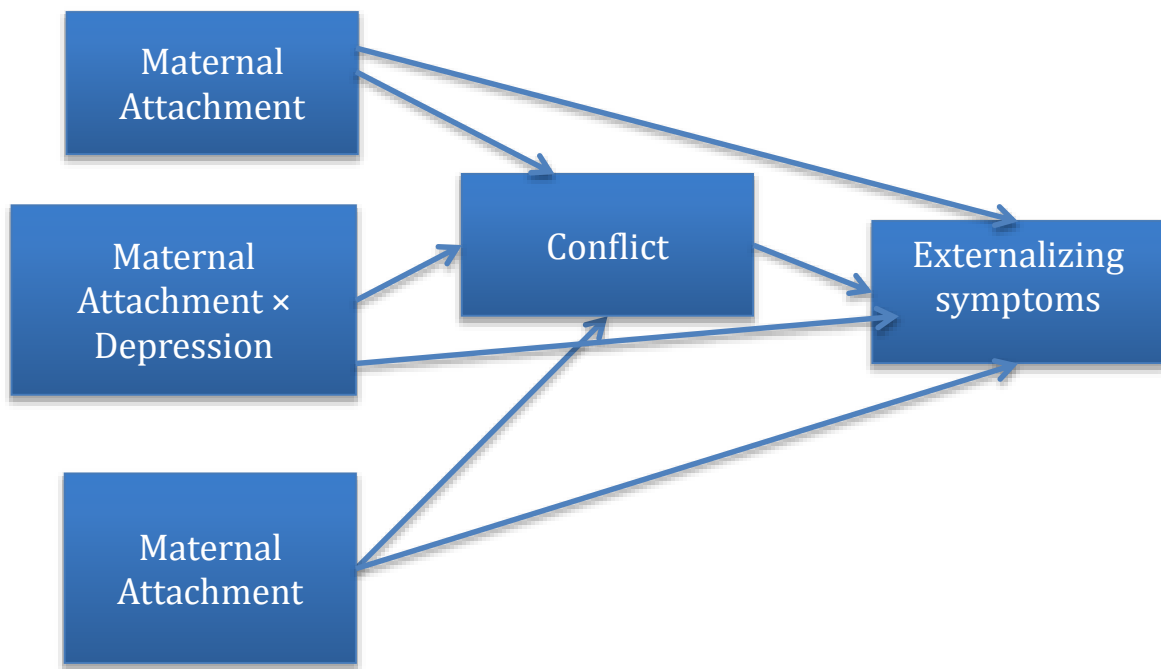 Maternal
Attachment
Maternal
Attachment ×
Depression
Conflict
Externalizing
symptoms
Maternal
Attachment